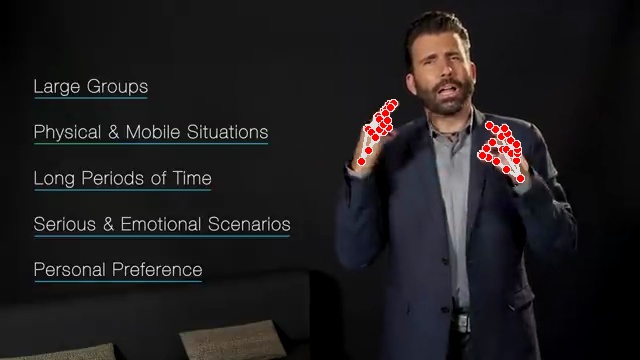 Large Groups
Physical & Mobile Situations
Long Periods of Time
Serious & Emotional Scenarios
Personal Preference